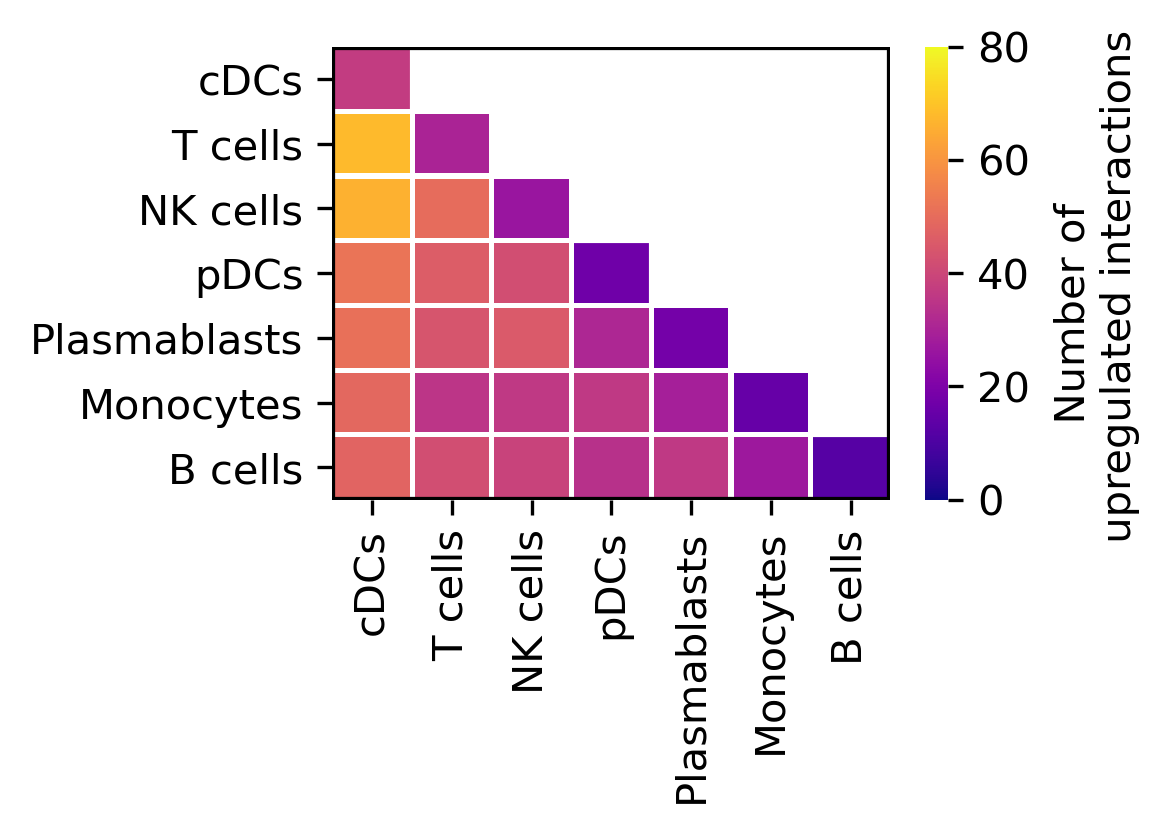 cDCs
T cells
NK cells
pDCs
Plasmablasts
Monocytes
B cells
cDCs
T cells
NK cells
pDCs
Plasmablasts
Monocytes
B cells
80
60
40
20
0
Number of
upregulated interactions